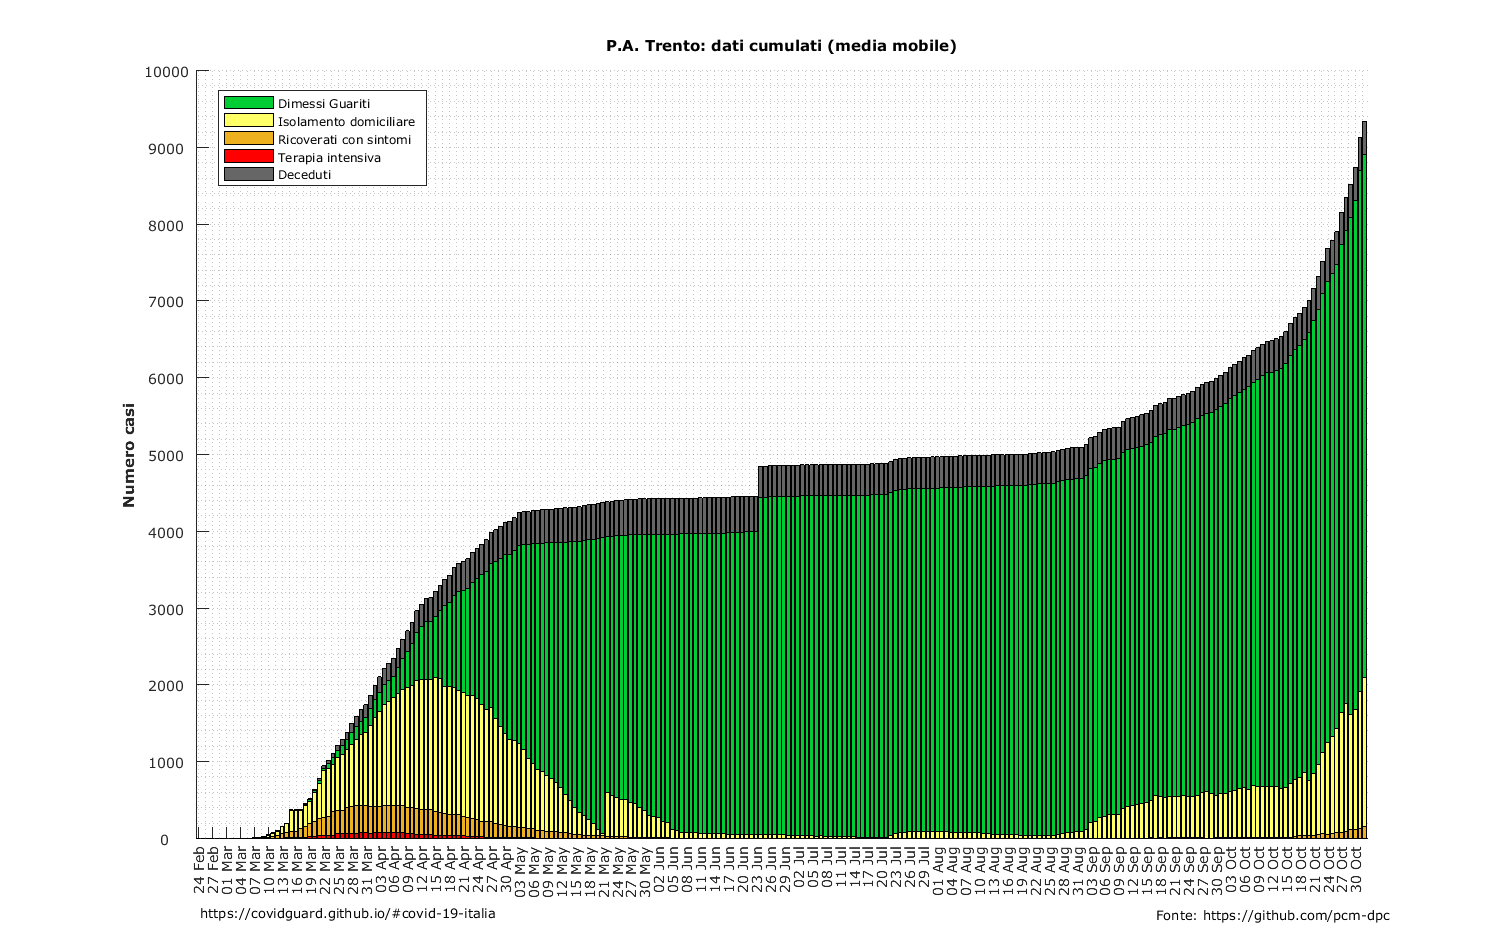 P.A. Trento: dati cumulati (media mobile)
10000
9000
8000
7000
6000
5000
4000
3000
2000
1000
0
Numero casi
Dimessi Guariti
Isolamento domiciliare
Ricoverati con sintomi
Terapia intensiva
Deceduti
24 Feb
27 Feb
01 Mar
04 Mar
07 Mar
10 Mar
13 Mar
16 Mar
19 Mar
22 Mar
25 Mar
28 Mar
31 Mar
03 Apr
06 Apr
09 Apr
12 Apr
15 Apr
18 Apr
21 Apr
24 Apr
27 Apr
30 Apr
03 May
06 May
09 May
12 May
15 May
18 May
21 May
24 May
27 May
30 May
02 Jun
05 Jun
08 Jun
11 Jun
14 Jun
17 Jun
20 Jun
23 Jun
26 Jun
29 Jun
02 Jul
05 Jul
08 Jul
11 Jul
14 Jul
17 Jul
20 Jul
23 Jul
26 Jul
29 Jul
01 Aug
04 Aug
07 Aug
10 Aug
13 Aug
16 Aug
19 Aug
22 Aug
25 Aug
28 Aug
31 Aug
03 Sep
06 Sep
09 Sep
12 Sep
15 Sep
18 Sep
21 Sep
24 Sep
27 Sep
30 Sep
03 Oct
06 Oct
09 Oct
12 Oct
15 Oct
18 Oct
21 Oct
24 Oct
27 Oct
30 Oct
https://covidguard.github.io/#covid-19-italia
Fonte: https://github.com/pcm-dpc